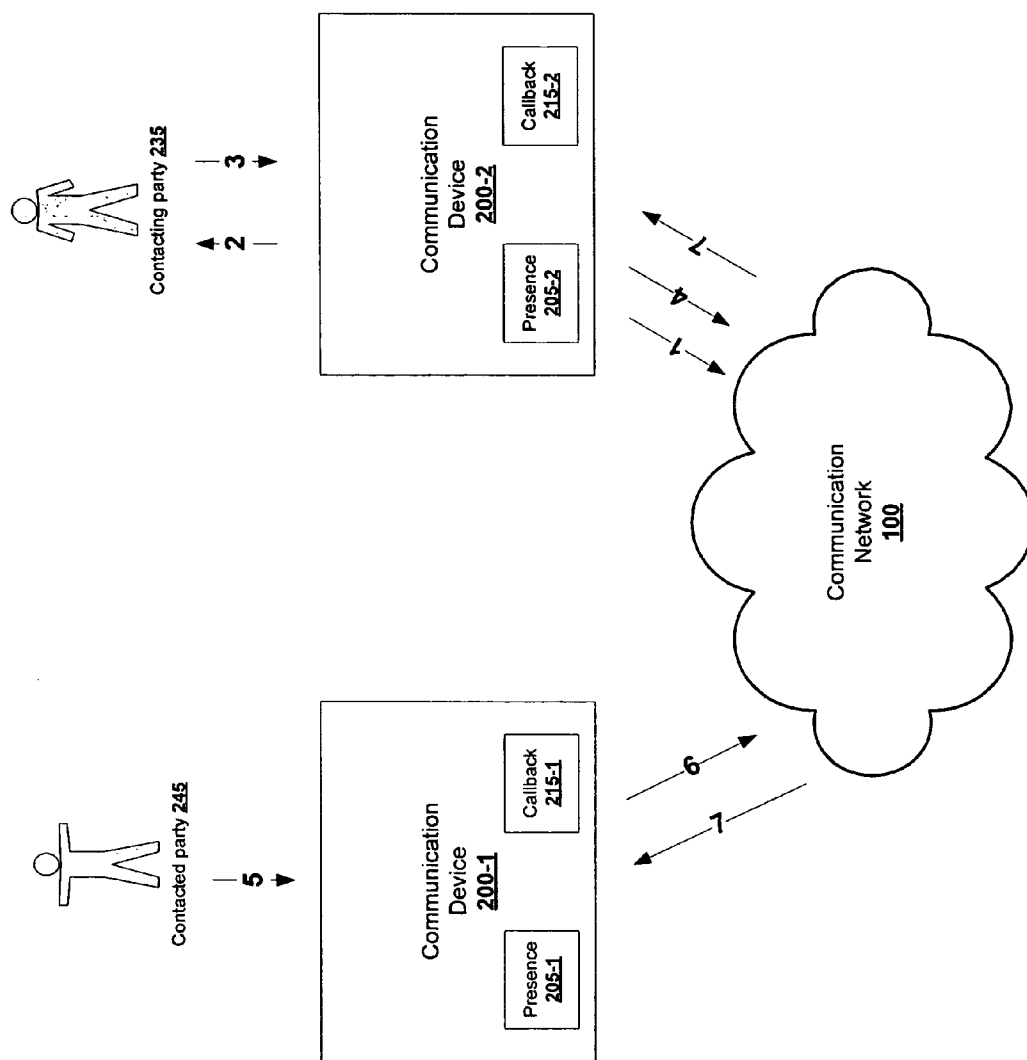 Contacted party 245
Contacting party 235
5
2
3
Communication
Device
200-1
Presence
205-1
Callback
215-1
Communication
Device
200-2
Presence
205-2
Callback
215-2
7
6
1
4
7
Communication
Network
100